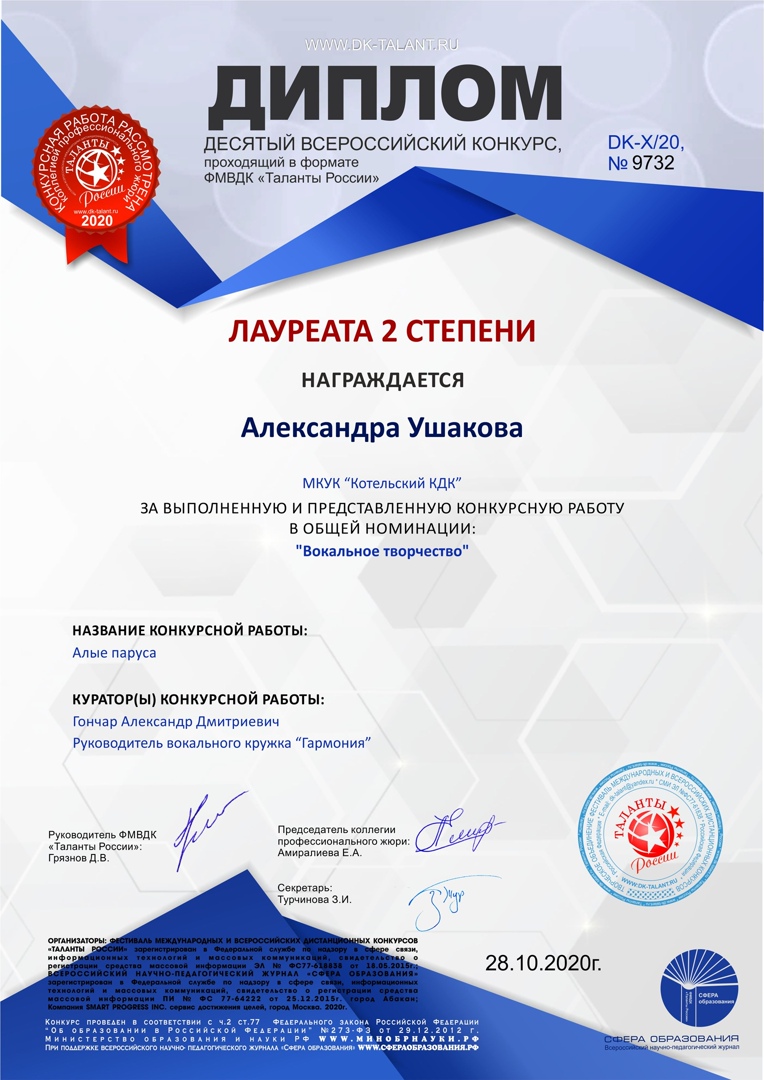 WWW.DK-TALANT.RU
ДИПЛОМ
ДЕСЯТЫЙ ВСЕРОССИЙСКИЙ КОНКУРС,
проходящий в формате
ФМВДК «Таланты России»
DK-X/20,
№ 9732
КОНКУРСНАЯ РАБОТА РАССМОТРЕНА
коллегией профессионального жюри
ТАЛАНТЫ
России
www.dk-talant.ru
2020
ЛАУРЕАТА 2 СТЕПЕНИ
НАГРАЖДАЕТСЯ
Александра Ушакова
МКУК “Котельский КДК”
ЗА ВЫПОЛНЕННУЮ И ПРЕДСТАВЛЕННУЮ КОНКУРСНУЮ РАБОТУ
В ОБЩЕЙ НОМИНАЦИИ:
"Вокальное творчество"
НАЗВАНИЕ КОНКУРСНОЙ РАБОТЫ:
Алые паруса
КУРАТОР(Ы) КОНКУРСНОЙ РАБОТЫ:
Гончар Александр Дмитриевич
Руководитель вокального кружка “Гармония”
Руководитель ФМВДК
«Таланты России»:
Грязнов Д.В.
Председатель коллегии
профессионального жюри:
Амиралиева Е.А.
Секретарь:
Турчинова З.И.
ТВОРЧЕСКОЕ ОБЪЕДИНЕНИЕ ФЕСТИВАЛЬ МЕЖДУНАРОДНЫХ И ВСЕРОССИЙСКИХ ДИСТАНЦИОННЫХ КОНКУРСОВ
ТАЛАНТЫ
России
WWW.DK-TALANT.RU
ОРГАНИЗАТОРЫ: ФЕСТИВАЛЬ МЕЖДУНАРОДНЫХ И ВСЕРОССИЙСКИХ ДИСТАНЦИОННЫХ КОНКУРСОВ
«ТАЛАНТЫ РОССИИ» зарегистрирован в Федеральной службе по надзору в сфере связи,
информационных технологий и массовых коммуникаций, свидетельство о
регистрации средства массовой информации ЭЛ № ФС77-618858 от 18.05.2015г.;
ВСЕРОССИЙСКИЙ НАУЧНО-ПЕДАГОГИЧЕСКИЙ ЖУРНАЛ «СФЕРА ОБРАЗОВАНИЯ»
зарегистрирован в Федеральной службе по надзору в сфере связи, информационных
технологий и массовых коммуникаций, свидетельство о регистрации средства
массовой информации ПИ № ФС 77-64222 от 25.12.2015г. город Абакан;
Компания SMART PROGRESS INC. сервис достижения целей, город Москва. 2020г.
28.10.2020г.
КОНКУРС ПРОВЕДЕН В СООТВЕТСТВИИ С Ч.2 СТ.77 ФЕДЕРАЛЬНОГО ЗАКОНА РОССИЙСКОЙ ФЕДЕРАЦИИ
"ОБ ОБРАЗОВАНИИ В РОССИЙСКОЙ ФЕДЕРАЦИИ" №273-ФЗ ОТ 29.12.2012 г.
МИНИСТЕРСТВО ОБРАЗОВАНИЯ И НАУКИ РФ WWW.МИНОБРНАУКИ.РФ
ПРИ ПОДДЕРЖКЕ ВСЕРОССИЙСКОГО НАУЧНО- ПЕДАГОГИЧЕСКОГО ЖУРНАЛА «СФЕРА ОБРАЗОВАНИЯ» WWW.СФЕРАОБРАЗОВАНИЯ.РФ
СФЕРА
образования
СФЕРА ОБРАЗОВАНИЯ
Всероссийский научно-педагогический журнал